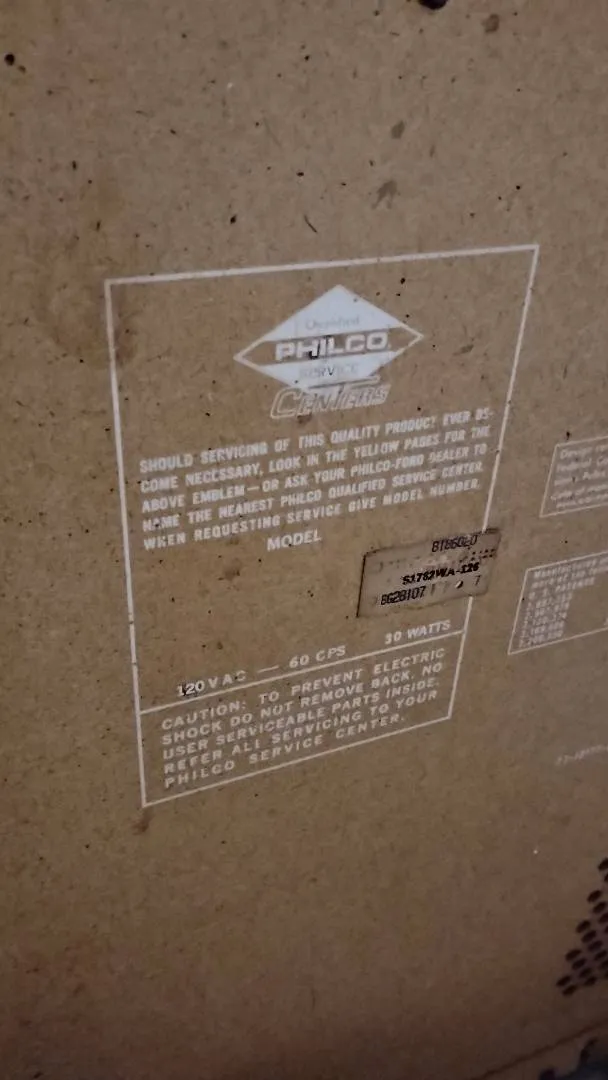 Qualified
PHILCO
SERVICE
CENTERS
SHOULD SERVICING OF THIS QUALITY PRODUCT EVER BE-
COME NECESSARY, LOOK IN THE YELLOW PAGES FOR THE
ABOVE EMBLEM—OR ASK YOUR PHILCO-FORD DEALER TO
NAME THE NEAREST PHILCO QUALIFIED SERVICE CENTER.
WHEN REQUESTING SERVICE GIVE MODEL NUMBER.
MODEL
S1782WA-126
BG28107
120 VAC — 60 CPS 30 WATTS
CAUTION: TO PREVENT ELECTRIC
SHOCK DO NOT REMOVE BACK. NO
USER SERVICEABLE PARTS INSIDE.
REFER ALL SERVICING TO YOUR
PHILCO SERVICE CENTER.